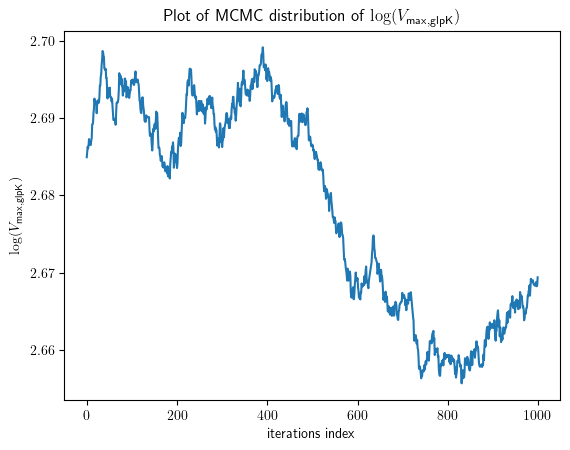 Plot of MCMC distribution of log(V_max,glpK)
2.70
2.69
2.68
2.67
2.66
log(V_max,glpK)
0 200 400 600 800 1000
iterations index